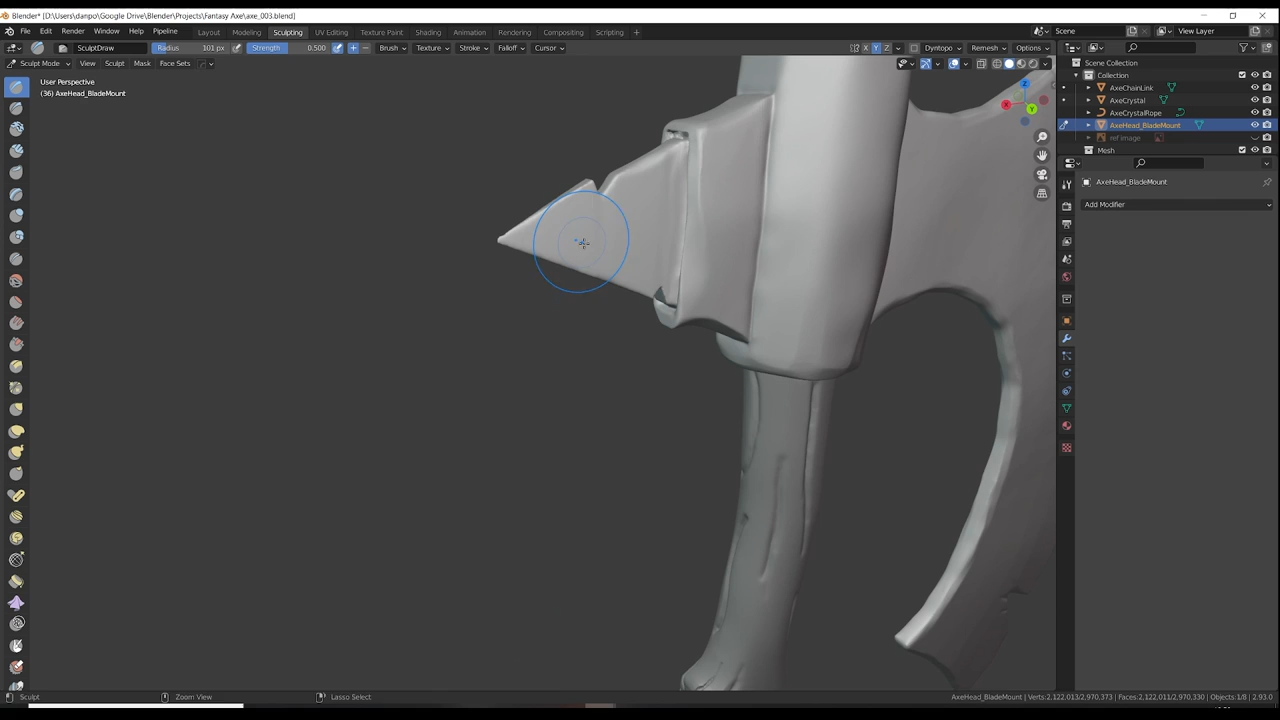 Blender* [D:\Users\danpo\Google Drive\Blender\Projects\Fantasy Axe\axe_003.blend]
File Edit Render Window Help Pipeline Layout Modeling Sculpting UV Editing Texture Paint Shading Animation Rendering Compositing Scripting + Scene View Layer
SculptDraw Radius 101 px Strength 0.500 Brush Texture Stroke Falloff Cursor X Y Z Dyntopo Remesh Options
Sculpt Mode View Sculpt Mask Face Sets
Scene Collection
Collection
AxeChainLink
AxeCrystal
AxeCrystalRope
AxeHead_BladeMount
ref image
Mesh
User Perspective
(36) AxeHead_BladeMount
Z
X
Y
AxeHead_BladeMount
Add Modifier
Sculpt Zoom View Lasso Select AxeHead_BladeMount | Verts:2,122,013/2,970,373 | Faces:2,122,011/2,970,330 | Objects:1/8 | 2.93.0